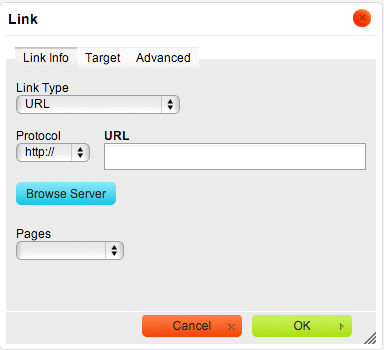 Link
Link Info Target Advanced
Link Type
URL
Protocol URL
http://
Browse Server
Pages
Cancel OK